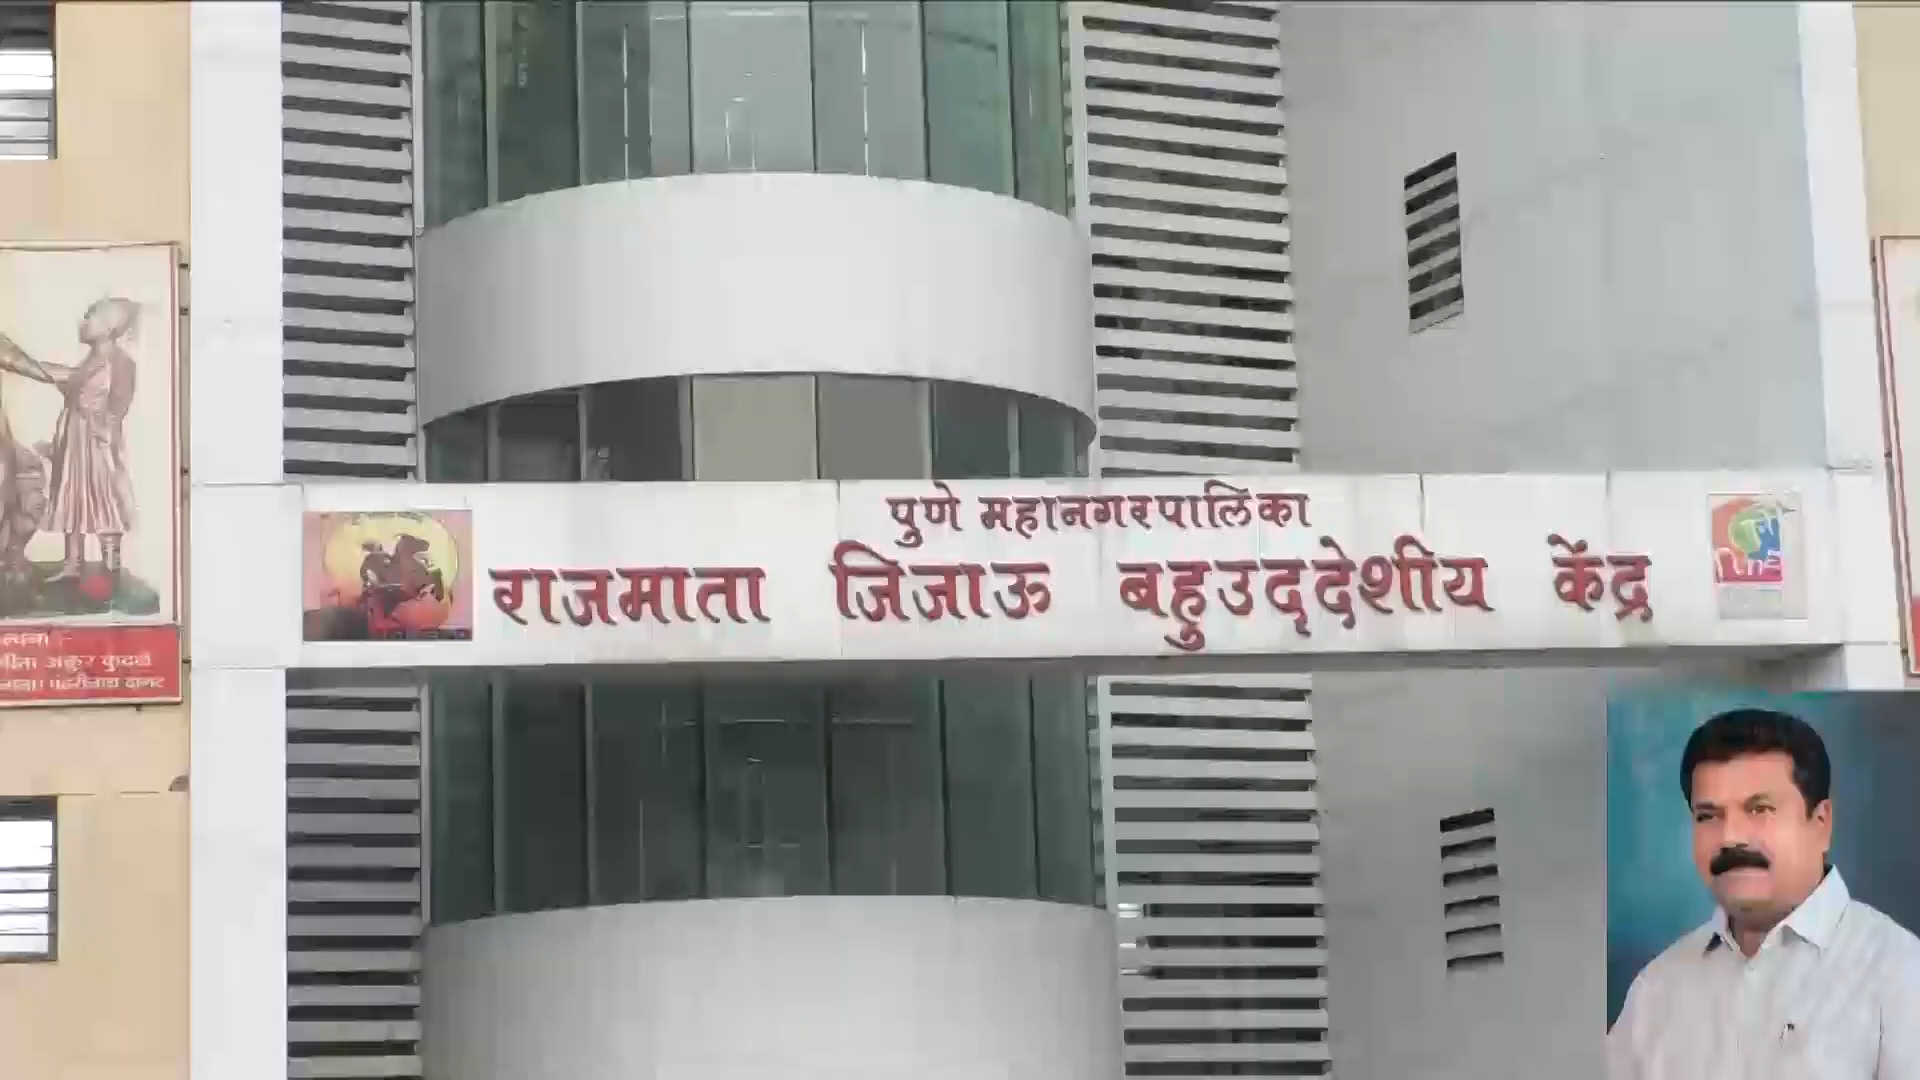 पुणे महानगरपालिका
राजमाता जिजाऊ बहुउद्देशीय केंद्र